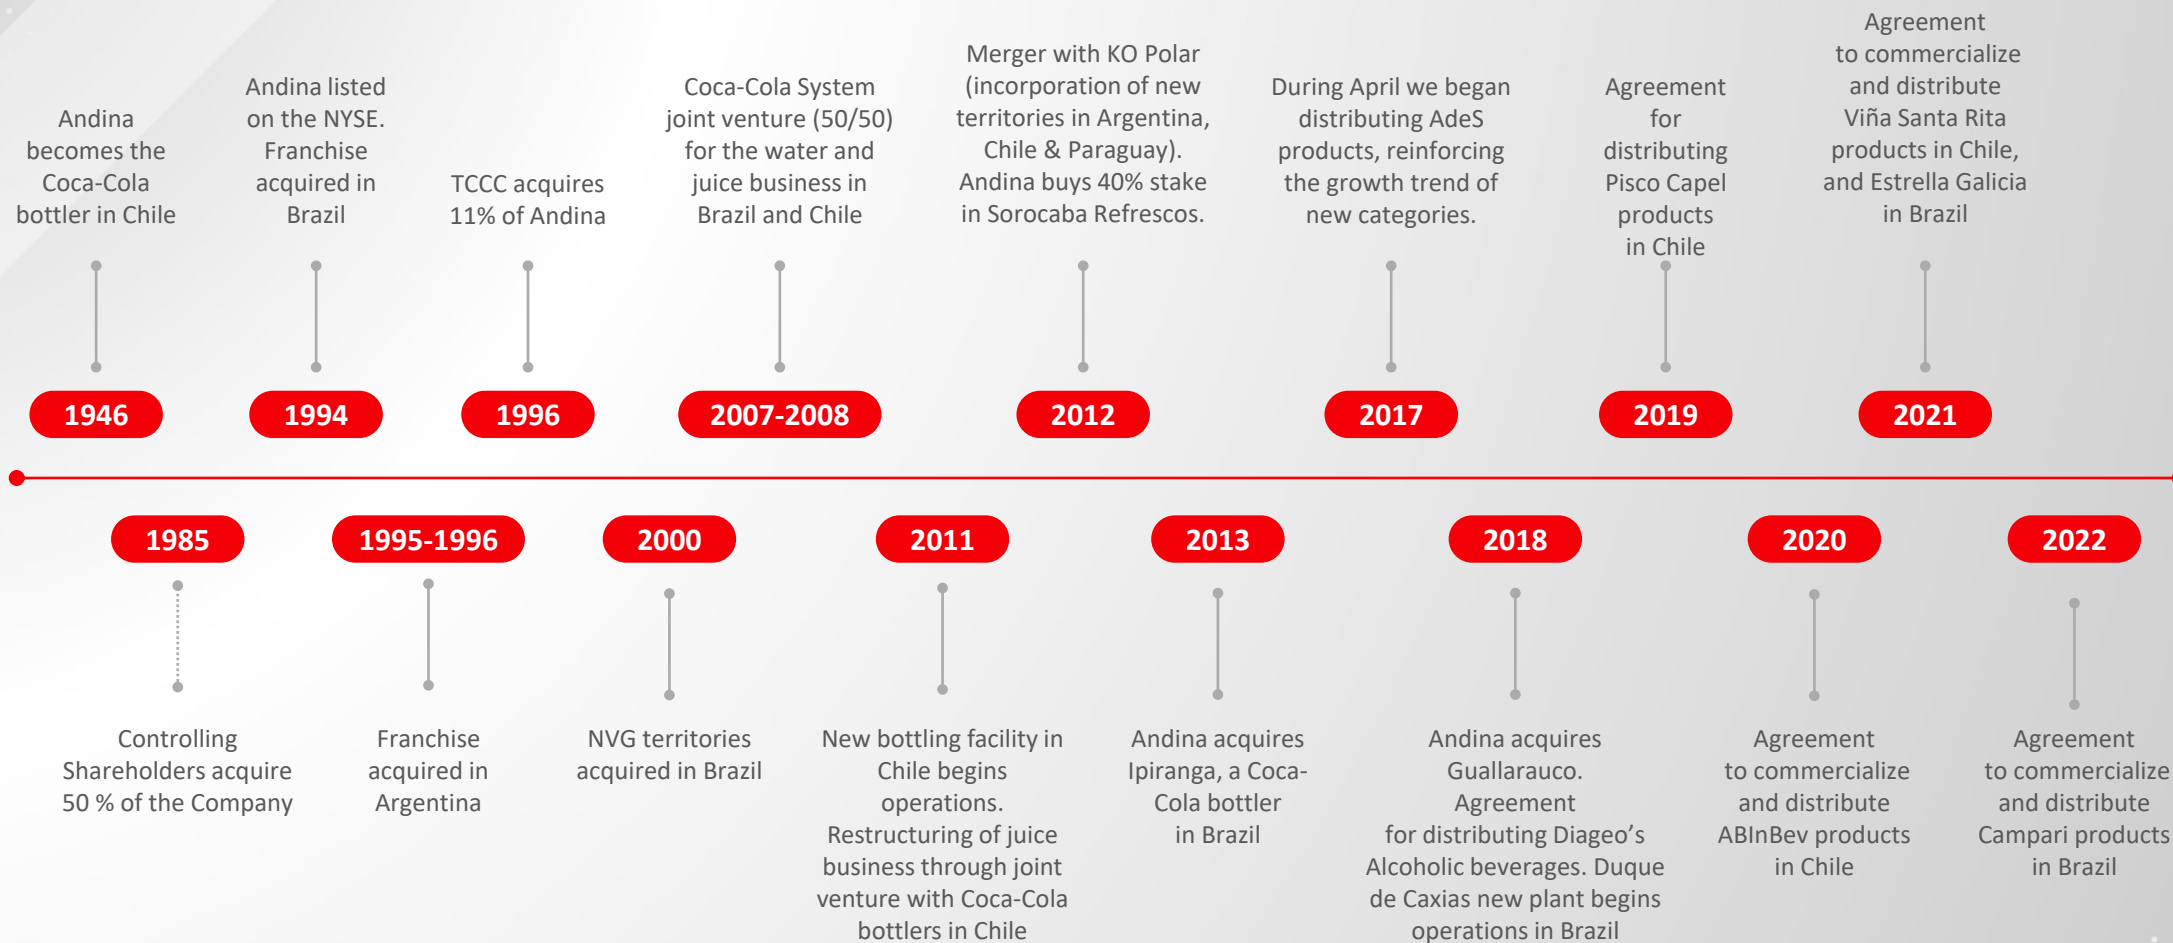 Andina
becomes the
Coca-Cola
bottler in Chile
1946
Andina listed
on the NYSE.
Franchise
acquired in
Brazil
1994
TCCC acquires
11% of Andina
1996
Coca-Cola System
joint venture (50/50)
for the water and
juice business in
Brazil and Chile
2007-2008
Merger with KO Polar
(incorporation of new
territories in Argentina,
Chile & Paraguay).
Andina buys 40% stake
in Sorocaba Refrescos.
2012
During April we began
distributing AdeS
products, reinforcing
the growth trend of
new categories.
2017
Agreement
for
distributing
Pisco Capel
products
in Chile
2019
Agreement
to commercialize
and distribute
Viña Santa Rita
products in Chile,
and Estrella Galicia
in Brazil
2021
1985
Controlling
Shareholders acquire
50 % of the Company
1995-1996
Franchise
acquired in
Argentina
2000
NVG territories
acquired in Brazil
2011
New bottling facility in
Chile begins
operations.
Restructuring of juice
business through joint
venture with Coca-Cola
bottlers in Chile
2013
Andina acquires
Ipiranga, a Coca-
Cola bottler
in Brazil
2018
Andina acquires
Guallarauco.
Agreement
for distributing Diageo’s
Alcoholic beverages. Duque
de Caxias new plant begins
operations in Brazil
2020
Agreement
to commercialize
and distribute
ABInBev products
in Chile
2022
Agreement
to commercialize
and distribute
Campari products
in Brazil